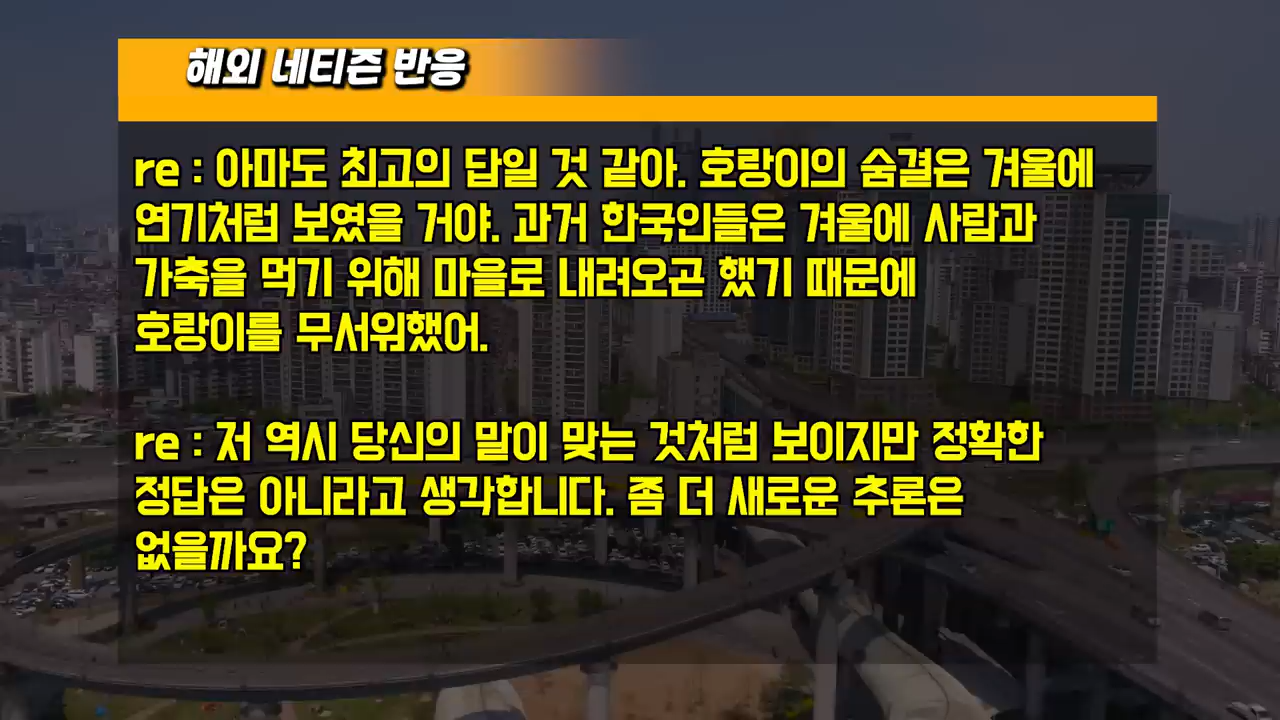 해외 네티즌 반응
re : 아마도 최고의 답일 것 같아. 호랑이의 숨결은 겨울에
연기처럼 보였을 거야. 과거 한국인들은 겨울에 사람과
가축을 먹기 위해 마을로 내려오곤 했기 때문에
호랑이를 무서워했어.
re : 저 역시 당신의 말이 맞는 것처럼 보이지만 정확한
정답은 아니라고 생각합니다. 좀 더 새로운 추론은
없을까요?